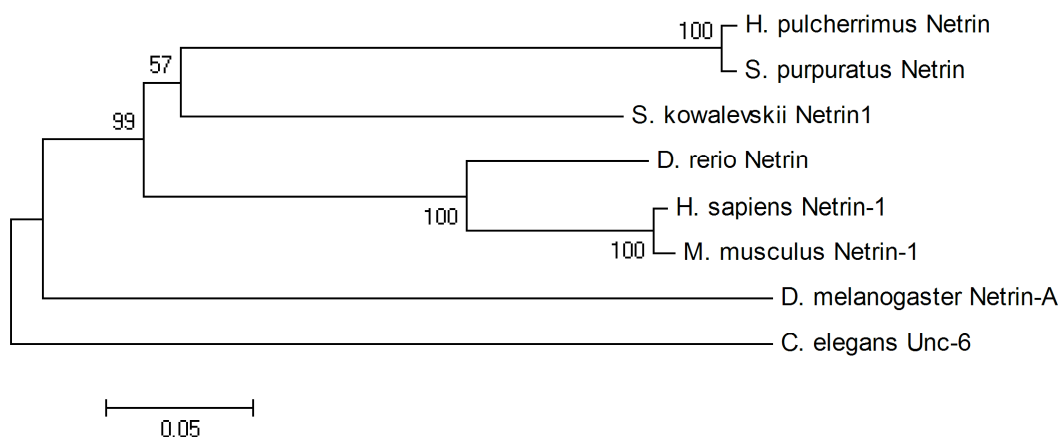 100
H. pulcherrimus Netrin
57
S. purpuratus Netrin
99
S. kowalevskii Netrin1
D. rerio Netrin
100
H. sapiens Netrin-1
100
M. musculus Netrin-1
D. melanogaster Netrin-A
C. elegans Unc-6
0.05